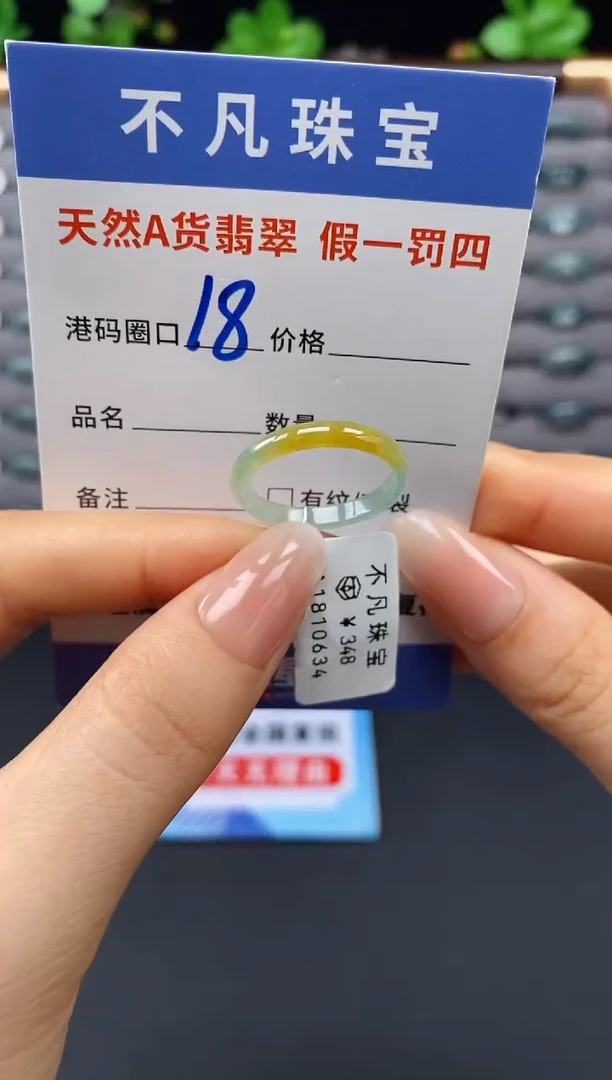 不凡珠宝
天然A货翡翠 假一罚四
港码圈口 18 价格
品名 数量
备注 □有纹
不凡珠宝
¥348
1810634